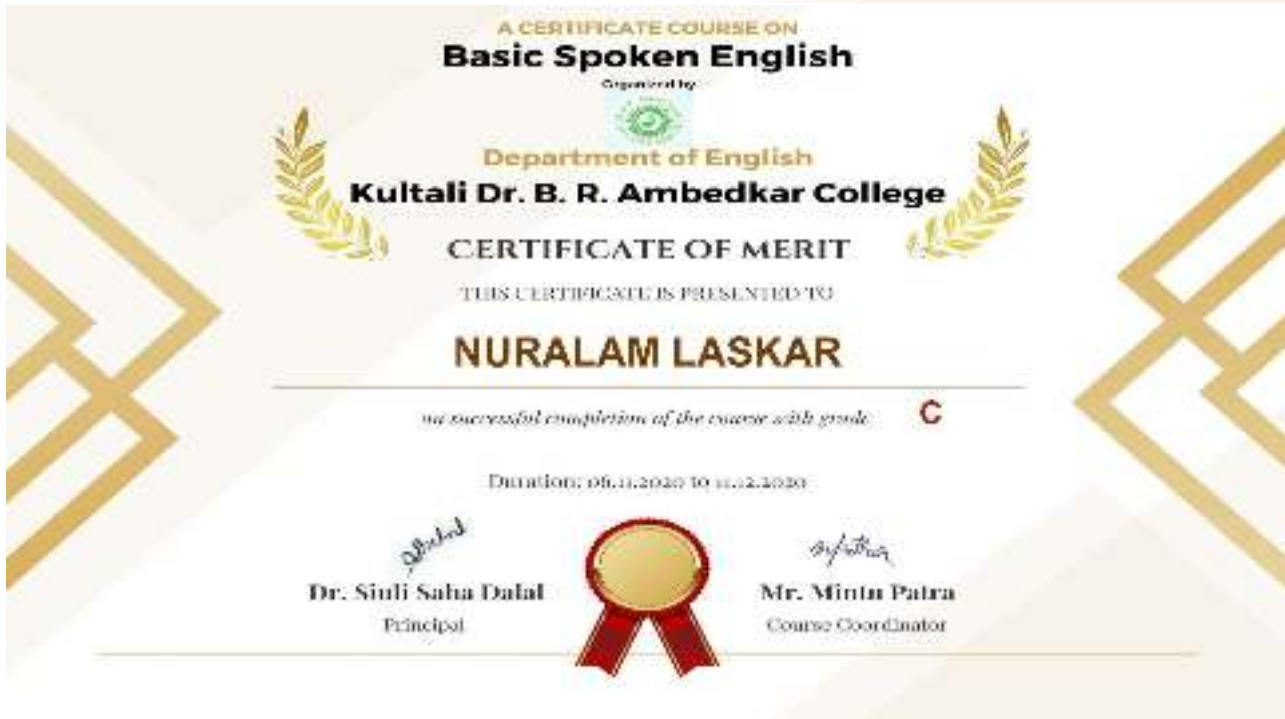 A CERTIFICATE COURSE ON
Basic Spoken English
Organized by
Department of English
Kultali Dr. B. R. Ambedkar College
CERTIFICATE OF MERIT
THIS CERTIFICATE IS PRESENTED TO
NURALAM LASKAR
on successful completion of the course with grade C
Duration: 06.11.2020 to 11.12.2020
Dr. Siuli Saha Dalal Mr. Mintu Patra
Principal Course Coordinator